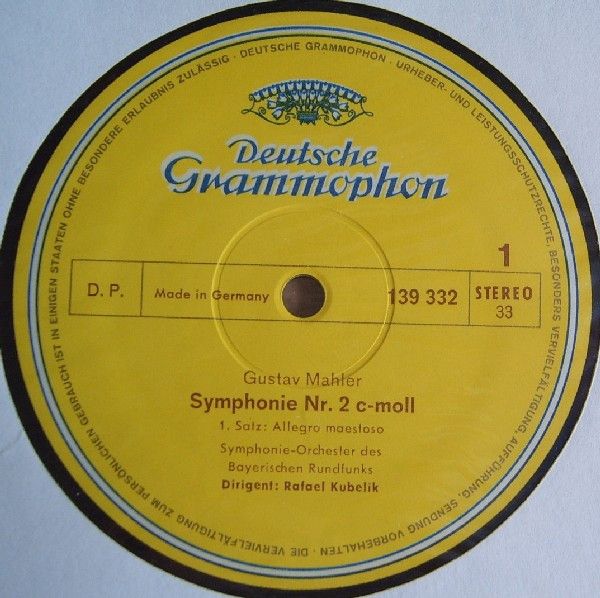 DEUTSCHE GRAMMOPHON · URHEBER- UND LEISTUNGSSCHUTZRECHTE, BESONDERS VERVIELFÄLTIGUNG, AUFFÜHRUNG, SENDUNG VORBEHALTEN · DIE VERVIELFÄLTIGUNG ZUM PERSÖNLICHEN GEBRAUCH IST IN EINIGEN STAATEN OHNE BESONDERE ERLAUBNIS ZULÄSSIG ·
Deutsche
Grammophon
1
D. P.
Made in Germany
139 332
STEREO
33
Gustav Mahler
Symphonie Nr. 2 c-moll
1. Satz: Allegro maestoso
Symphonie-Orchester des
Bayerischen Rundfunks
Dirigent: Rafael Kubelik